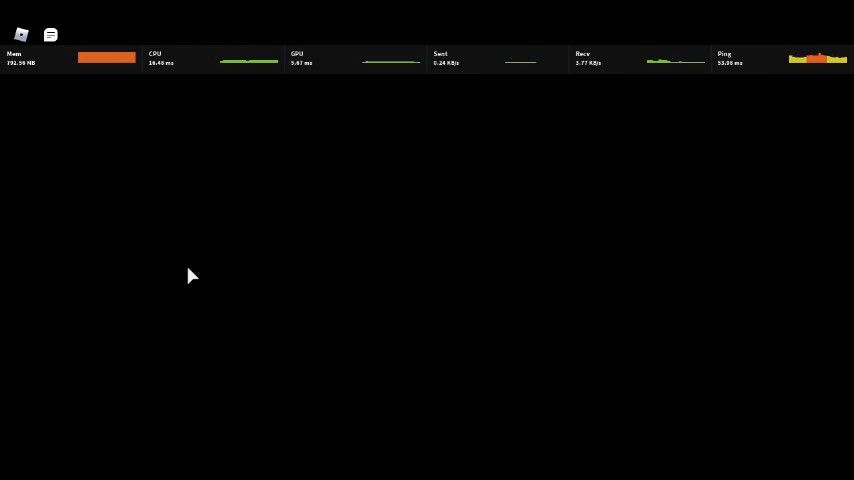 Mem CPU GPU Sent Recv Ping
792.56 MB 16.48 ms 5.67 ms 0.24 KB/s 3.77 KB/s 53.98 ms